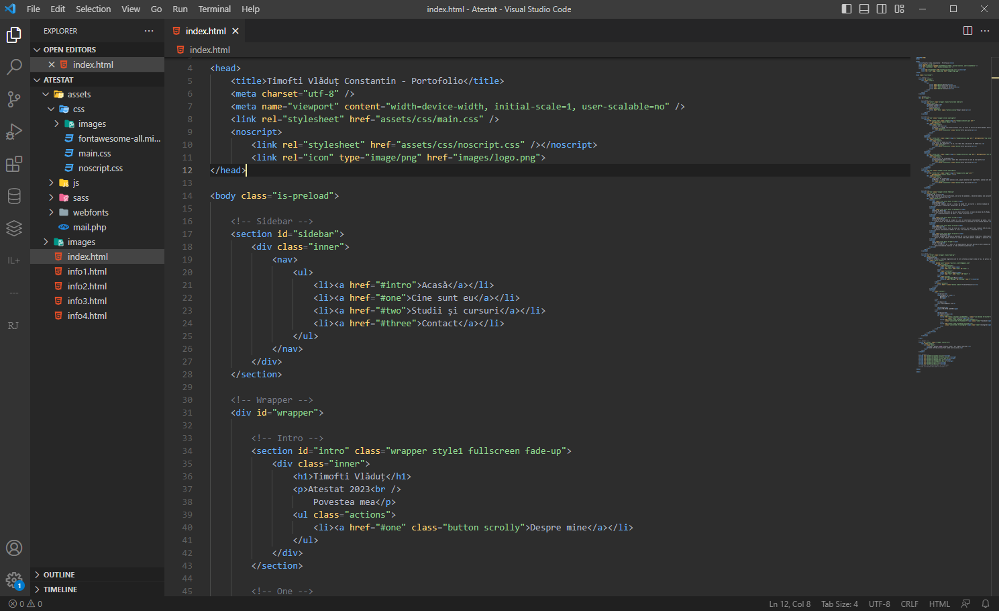 File Edit Selection View Go Run Terminal Help
index.html - Atestat - Visual Studio Code
EXPLORER
OPEN EDITORS
index.html
ATESTAT
assets
css
images
fontawesome-all.mi...
main.css
noscript.css
js
sass
webfonts
mail.php
images
index.html
info1.html
info2.html
info3.html
info4.html
OUTLINE
TIMELINE
IL+
RJ
1
index.html
index.html
4 <head>
5 <title>Timofti Vlăduț Constantin - Portofolio</title>
6 <meta charset="utf-8" />
7 <meta name="viewport" content="width=device-width, initial-scale=1, user-scalable=no" />
8 <link rel="stylesheet" href="assets/css/main.css" />
9 <noscript>
10 <link rel="stylesheet" href="assets/css/noscript.css" /></noscript>
11 <link rel="icon" type="image/png" href="images/logo.png">
12 </head>
13
14 <body class="is-preload">
15
16 <!-- Sidebar -->
17 <section id="sidebar">
18 <div class="inner">
19 <nav>
20 <ul>
21 <li><a href="#intro">Acasă</a></li>
22 <li><a href="#one">Cine sunt eu</a></li>
23 <li><a href="#two">Studii și cursuri</a></li>
24 <li><a href="#three">Contact</a></li>
25 </ul>
26 </nav>
27 </div>
28 </section>
29
30 <!-- Wrapper -->
31 <div id="wrapper">
32
33 <!-- Intro -->
34 <section id="intro" class="wrapper style1 fullscreen fade-up">
35 <div class="inner">
36 <h1>Timofti Vlăduț</h1>
37 <p>Atestat 2023<br />
38 Povestea mea</p>
39 <ul class="actions">
40 <li><a href="#one" class="button scrolly">Despre mine</a></li>
41 </ul>
42 </div>
43 </section>
44
45 <!-- One -->
0 0
Ln 12, Col 8 Tab Size: 4 UTF-8 CRLF HTML